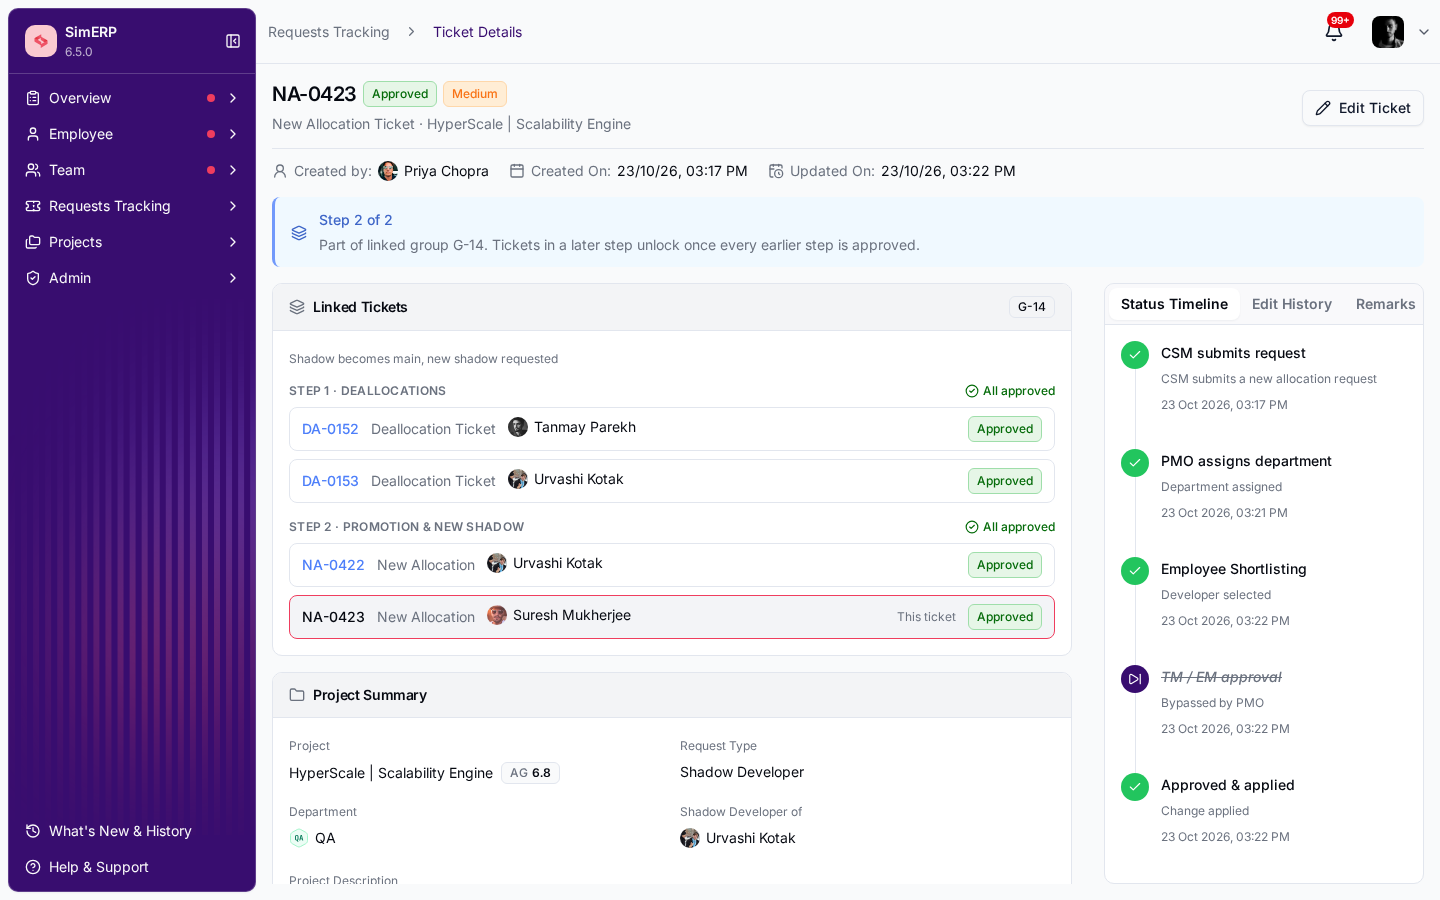 SimERP
6.5.0
Overview
Employee
Team
Requests Tracking
Projects
Admin
What's New & History
Help & Support
Requests Tracking
Ticket Details
99+
NA-0423
Approved
Medium
New Allocation Ticket · HyperScale | Scalability Engine
Edit Ticket
Created by: Priya Chopra
Created On: 23/10/26, 03:17 PM
Updated On: 23/10/26, 03:22 PM
Step 2 of 2
Part of linked group G-14. Tickets in a later step unlock once every earlier step is approved.
Linked Tickets
G-14
Shadow becomes main, new shadow requested
STEP 1 · DEALLOCATIONS
All approved
DA-0152 Deallocation Ticket Tanmay Parekh Approved
DA-0153 Deallocation Ticket Urvashi Kotak Approved
STEP 2 · PROMOTION & NEW SHADOW
All approved
NA-0422 New Allocation Urvashi Kotak Approved
NA-0423 New Allocation Suresh Mukherjee This ticket Approved
Project Summary
Project
HyperScale | Scalability Engine AG 6.8
Request Type
Shadow Developer
Department
QA QA
Shadow Developer of
Urvashi Kotak
Project Description
Status Timeline
Edit History
Remarks
CSM submits request
CSM submits a new allocation request
23 Oct 2026, 03:17 PM
PMO assigns department
Department assigned
23 Oct 2026, 03:21 PM
Employee Shortlisting
Developer selected
23 Oct 2026, 03:22 PM
TM / EM approval
Bypassed by PMO
23 Oct 2026, 03:22 PM
Approved & applied
Change applied
23 Oct 2026, 03:22 PM